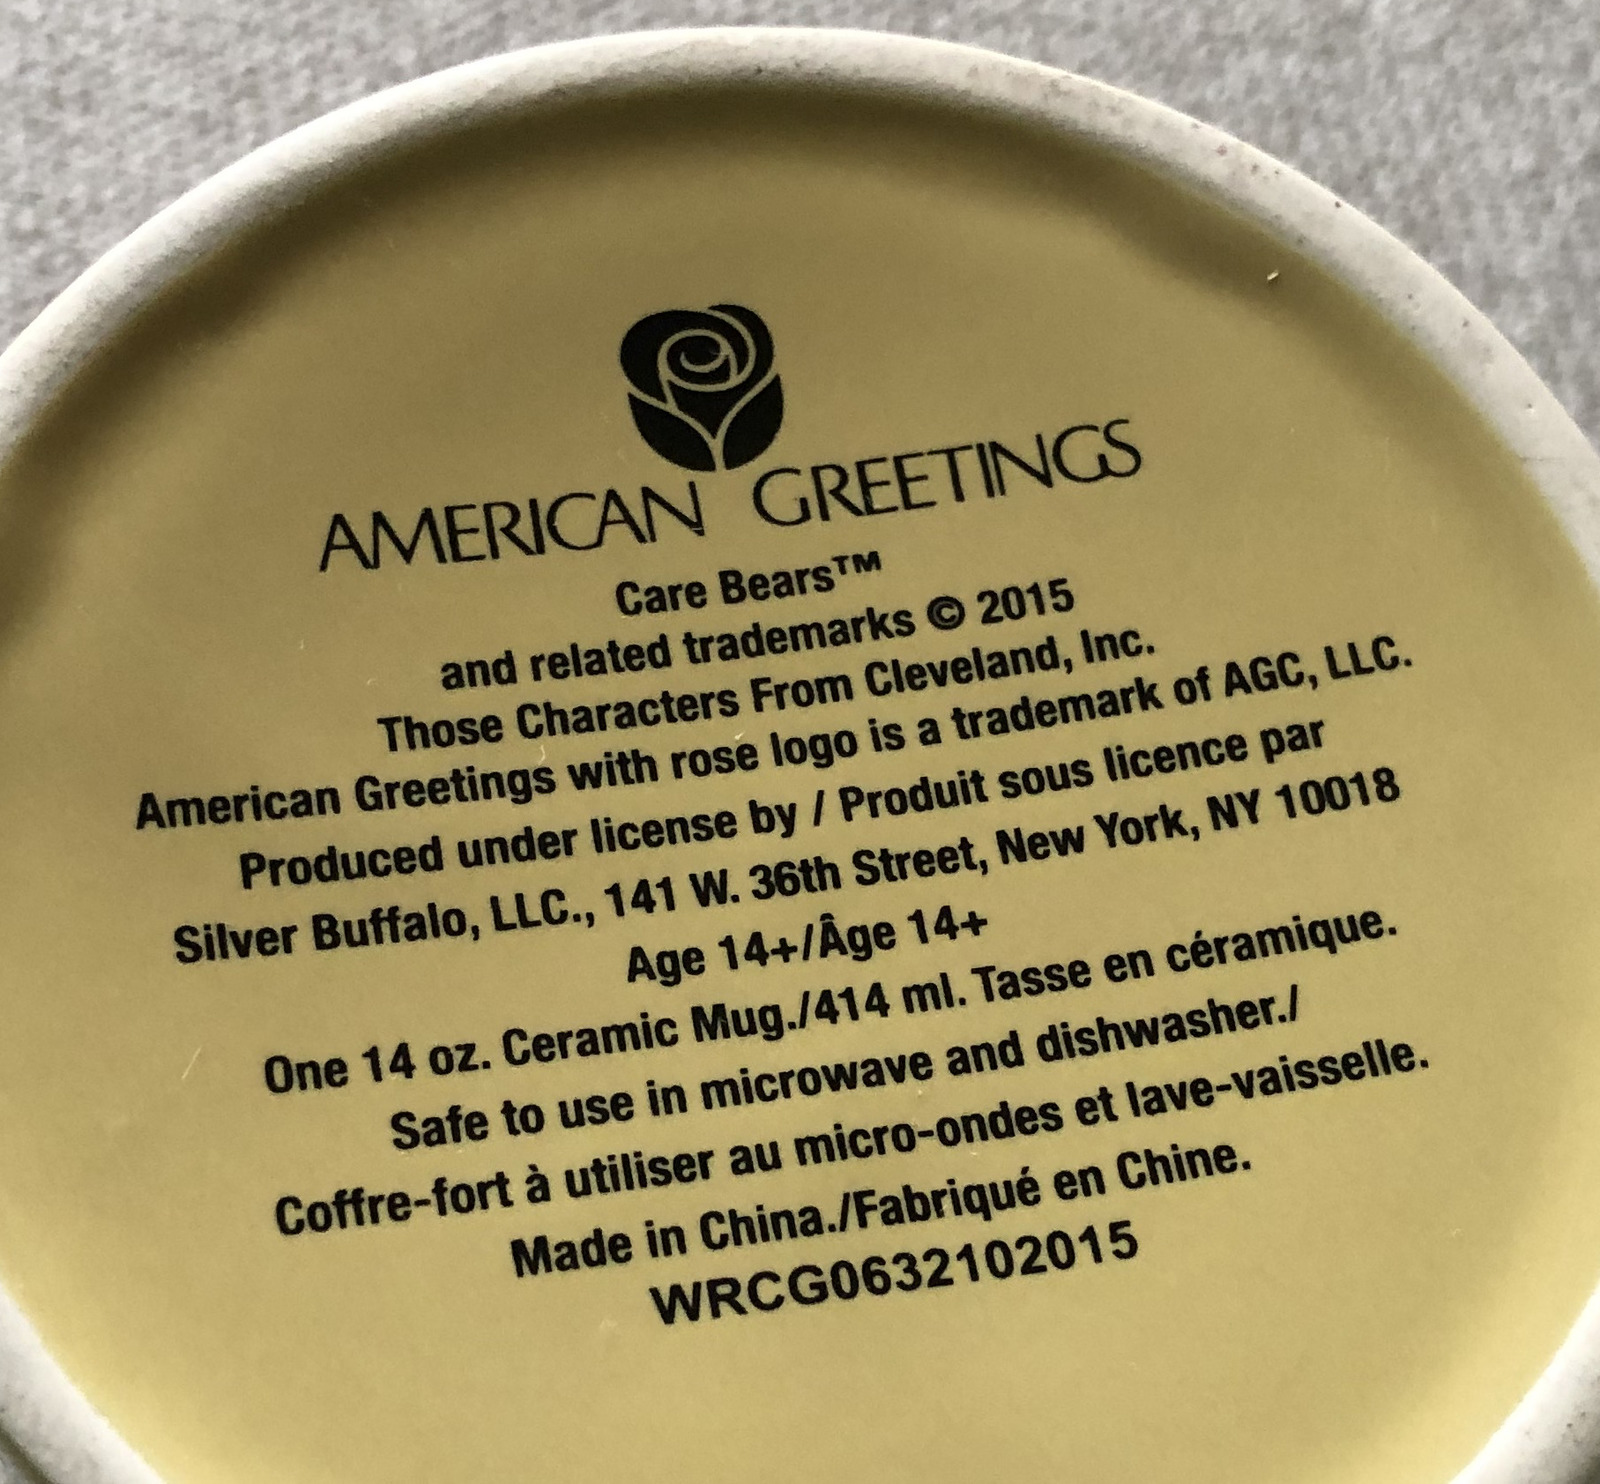 AMERICAN GREETINGS
Care Bears™
and related trademarks © 2015
Those Characters From Cleveland, Inc.
American Greetings with rose logo is a trademark of AGC, LLC.
Produced under license by / Produit sous licence par
Silver Buffalo, LLC., 141 W. 36th Street, New York, NY 10018
Age 14+/Âge 14+
One 14 oz. Ceramic Mug./414 ml. Tasse en céramique.
Safe to use in microwave and dishwasher./
Coffre-fort à utiliser au micro-ondes et lave-vaisselle.
Made in China./Fabriqué en Chine.
WRCG0632102015